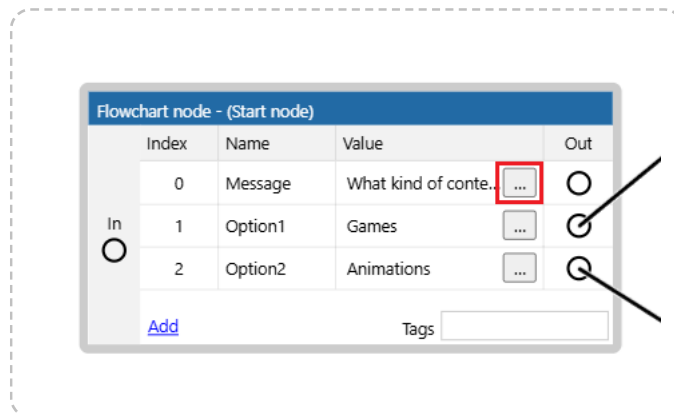 Flowchart node - (Start node)
Index Name Value Out
0 Message What kind of conte... ...
In
1 Option1 Games ...
2 Option2 Animations ...
Add Tags